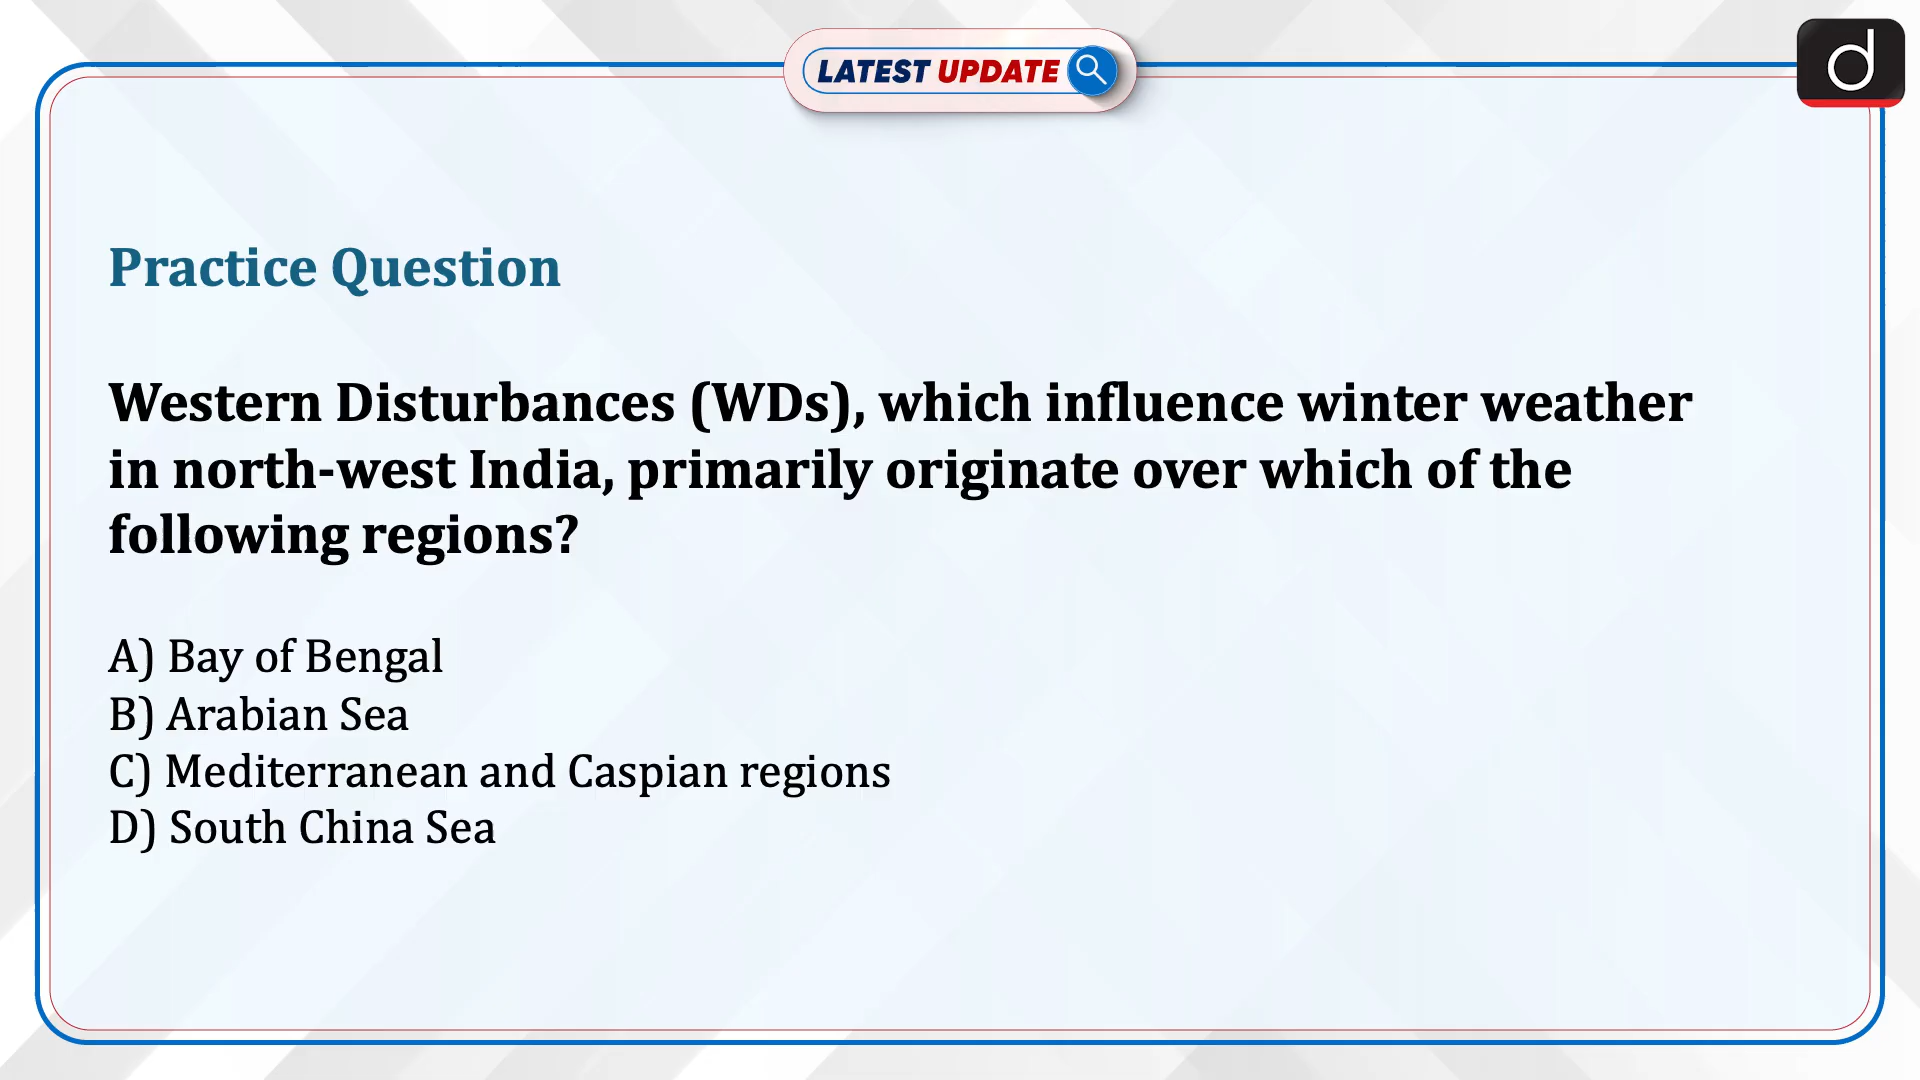 LATEST UPDATE
d
Practice Question
Western Disturbances (WDs), which influence winter weather
in north-west India, primarily originate over which of the
following regions?
A) Bay of Bengal
B) Arabian Sea
C) Mediterranean and Caspian regions
D) South China Sea